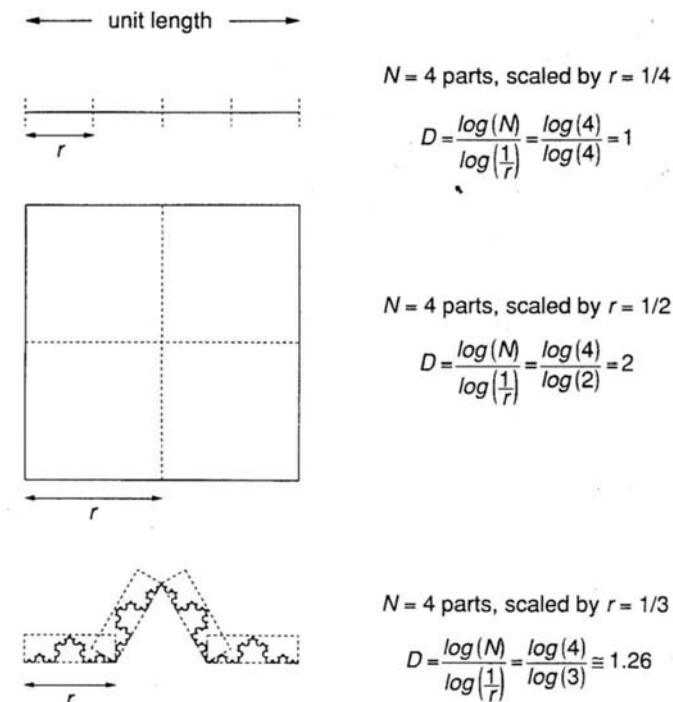 unit length
N = 4 parts, scaled by r = 1/4
D = log(N) / log(1/r) = log(4) / log(4) = 1
r
N = 4 parts, scaled by r = 1/2
D = log(N) / log(1/r) = log(4) / log(2) = 2
r
N = 4 parts, scaled by r = 1/3
D = log(N) / log(1/r) = log(4) / log(3) ≅ 1.26
r